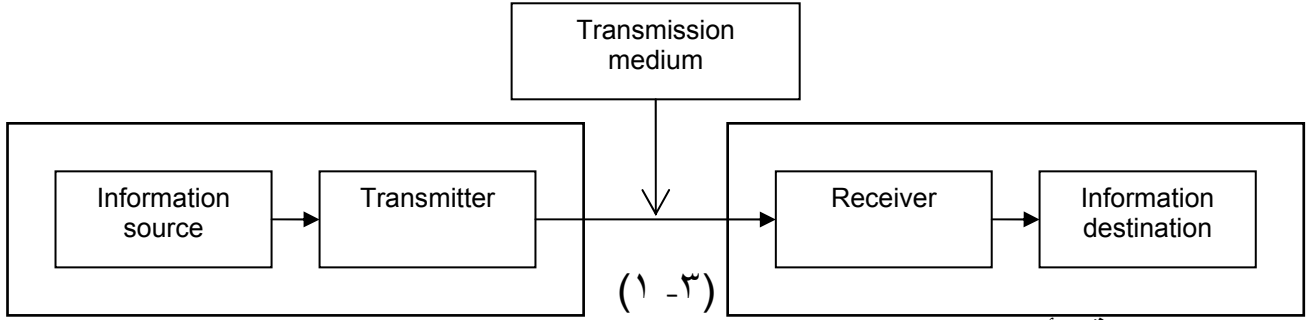 Transmission
medium
Information
source
Transmitter
Receiver
Information
destination
(٣- ١)